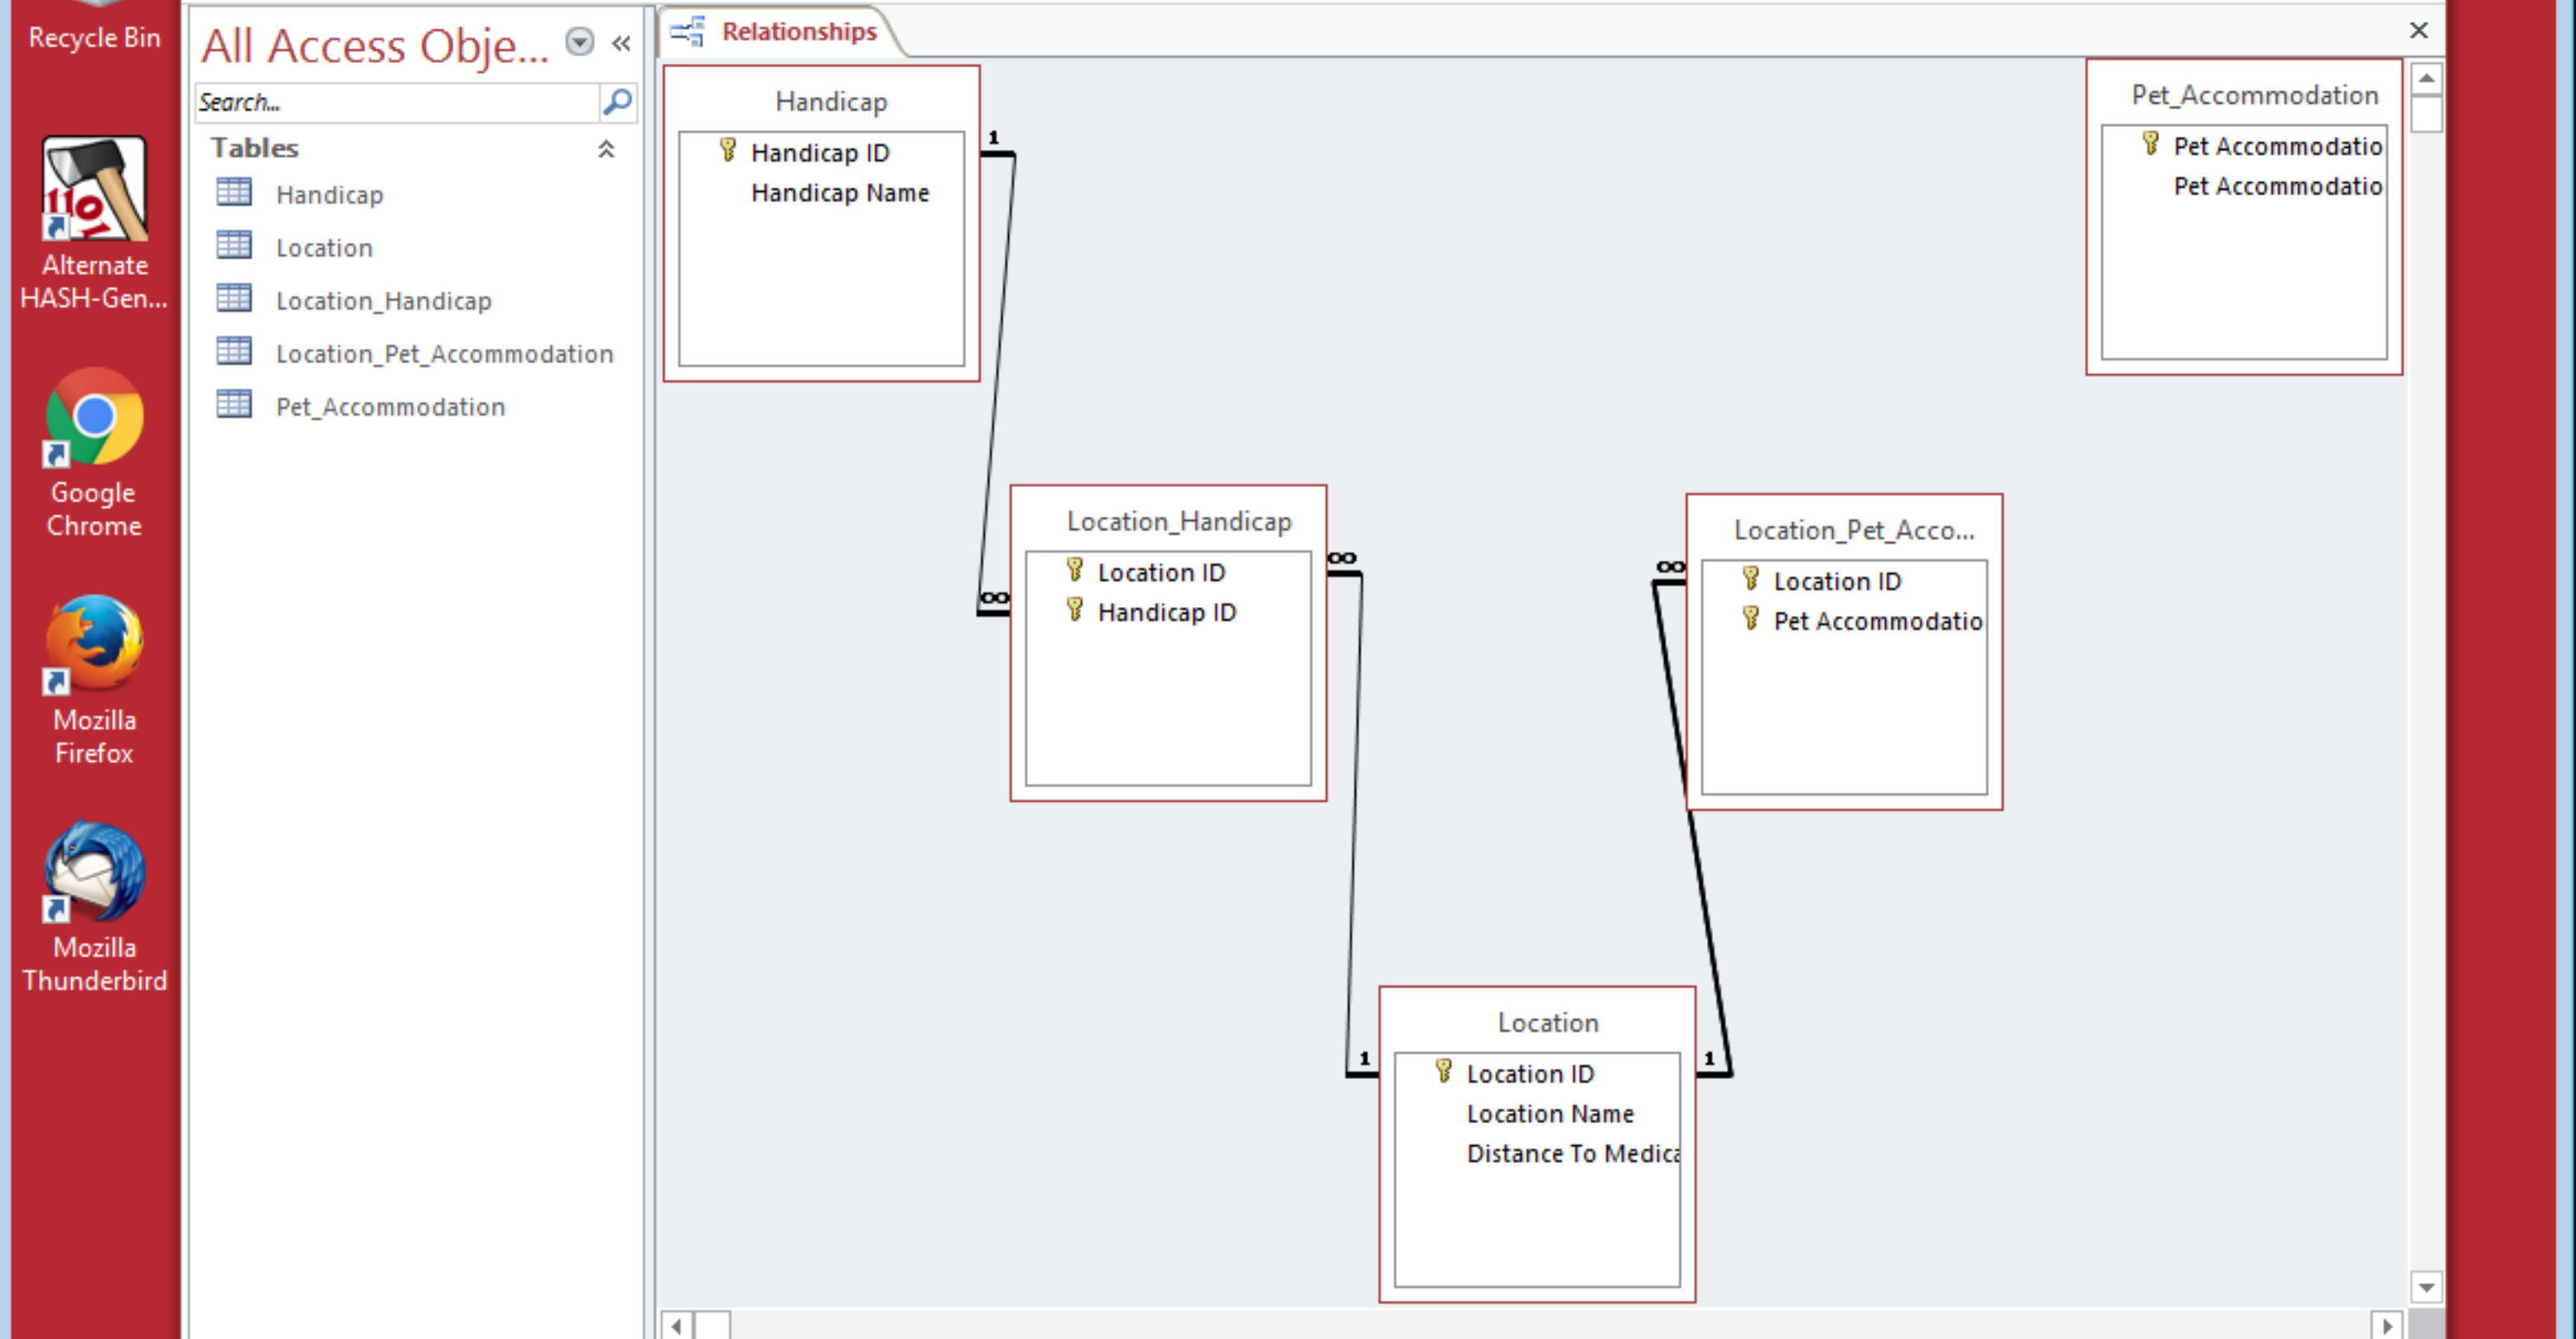 Recycle Bin
Alternate
HASH-Gen...
Google
Chrome
Mozilla
Firefox
Mozilla
Thunderbird
All Access Obje...
Search...
Tables
Handicap
Location
Location_Handicap
Location_Pet_Accommodation
Pet_Accommodation
Relationships
Handicap
Handicap ID
Handicap Name
1
∞
Location_Handicap
Location ID
Handicap ID
∞
1
Pet_Accommodation
Pet Accommodatio
Pet Accommodatio
Location_Pet_Acco...
Location ID
Pet Accommodatio
∞
1
Location
Location ID
Location Name
Distance To Medica
110